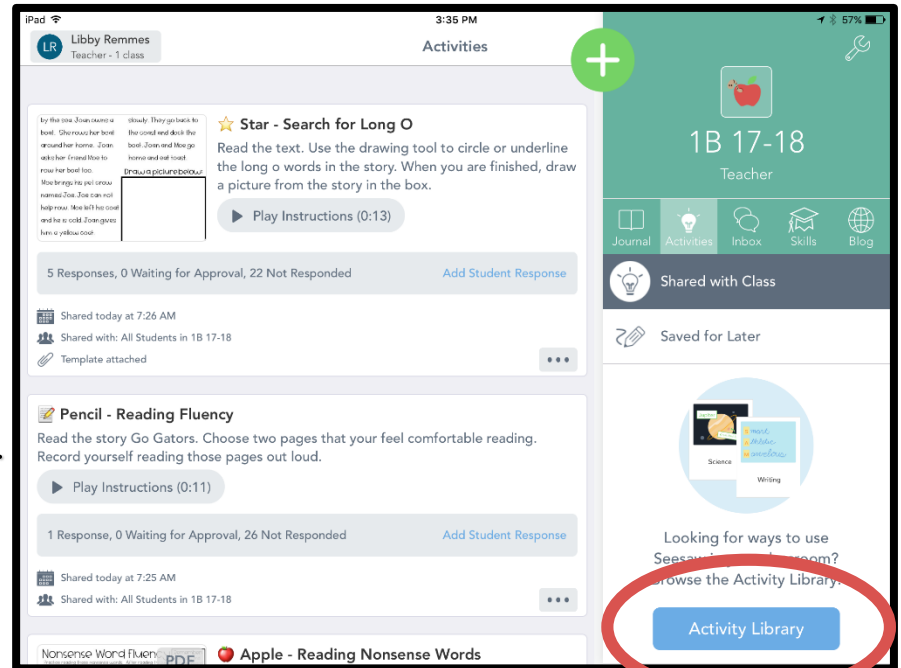 iPad 3:35 PM 57%
LR Libby Remmes
Teacher - 1 class
Activities
by the sea. Joan owns a
boat. She rows her boat
around her home. Joan
asks her friend Moe to
row her boat too.
Moe brings his pet crow
named Joe. Joe can not
help row. Moe left his coat
and he is cold. Joan gives
him a yellow coat.
slowly. They go back to
the coast and dock the
boat. Joan and Moe go
home and eat toast.
Draw a picture below:
Star - Search for Long O
Read the text. Use the drawing tool to circle or underline
the long o words in the story. When you are finished, draw
a picture from the story in the box.
Play Instructions (0:13)
5 Responses, 0 Waiting for Approval, 22 Not Responded Add Student Response
Shared today at 7:26 AM
Shared with: All Students in 1B 17-18
Template attached
Pencil - Reading Fluency
Read the story Go Gators. Choose two pages that your feel comfortable reading.
Record yourself reading those pages out loud.
Play Instructions (0:11)
1 Response, 0 Waiting for Approval, 26 Not Responded Add Student Response
Shared today at 7:25 AM
Shared with: All Students in 1B 17-18
Nonsense Word Fluen
PDF
Apple - Reading Nonsense Words
1B 17-18
Teacher
Journal Activities Inbox Skills Blog
Shared with Class
Saved for Later
Science
Writing
Looking for ways to use
Seesaw in classroom?
Browse the Activity Library!
Activity Library